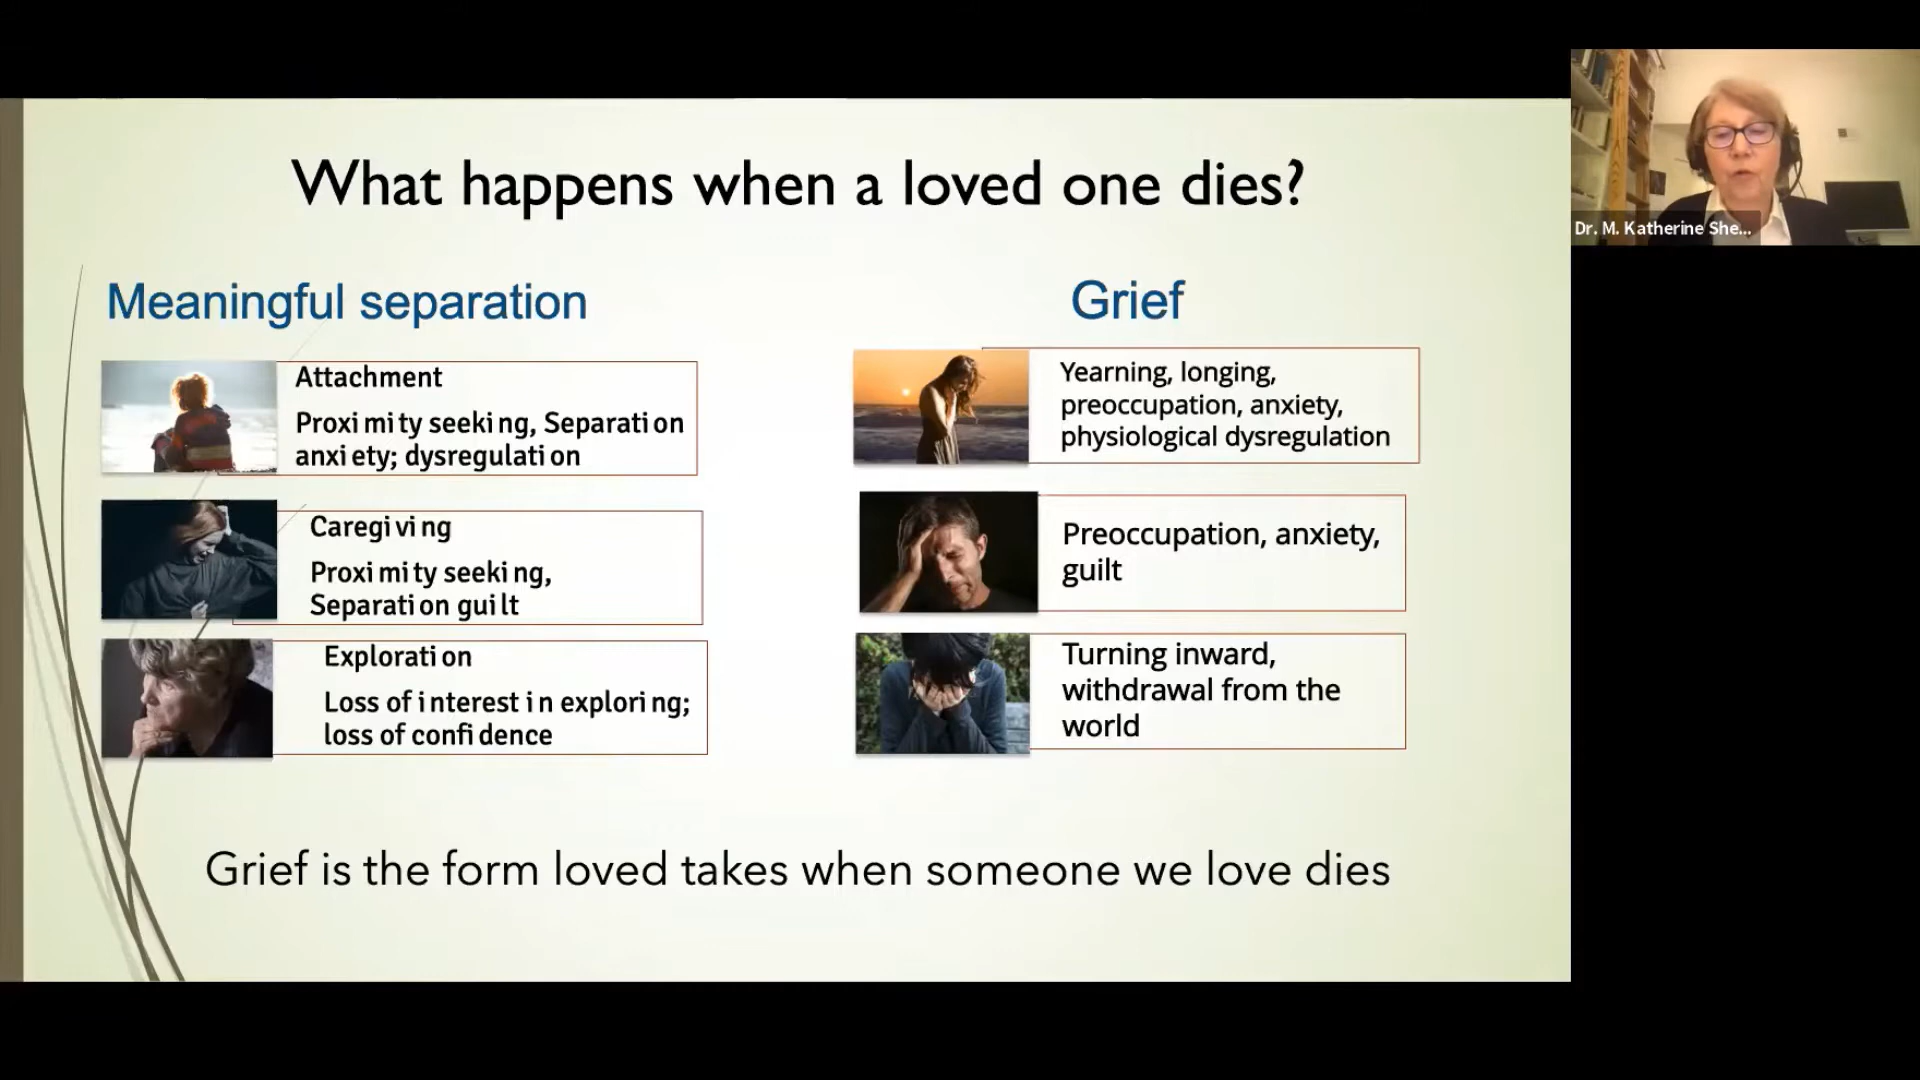 What happens when a loved one dies?
Meaningful separation
Attachment
Proximity seeking, Separation
anxiety; dysregulation
Caregiving
Proximity seeking,
Separation guilt
Exploration
Loss of interest in exploring;
loss of confidence
Grief
Yearning, longing,
preoccupation, anxiety,
physiological dysregulation
Preoccupation, anxiety,
guilt
Turning inward,
withdrawal from the
world
Grief is the form loved takes when someone we love dies
Dr. M. Katherine She...